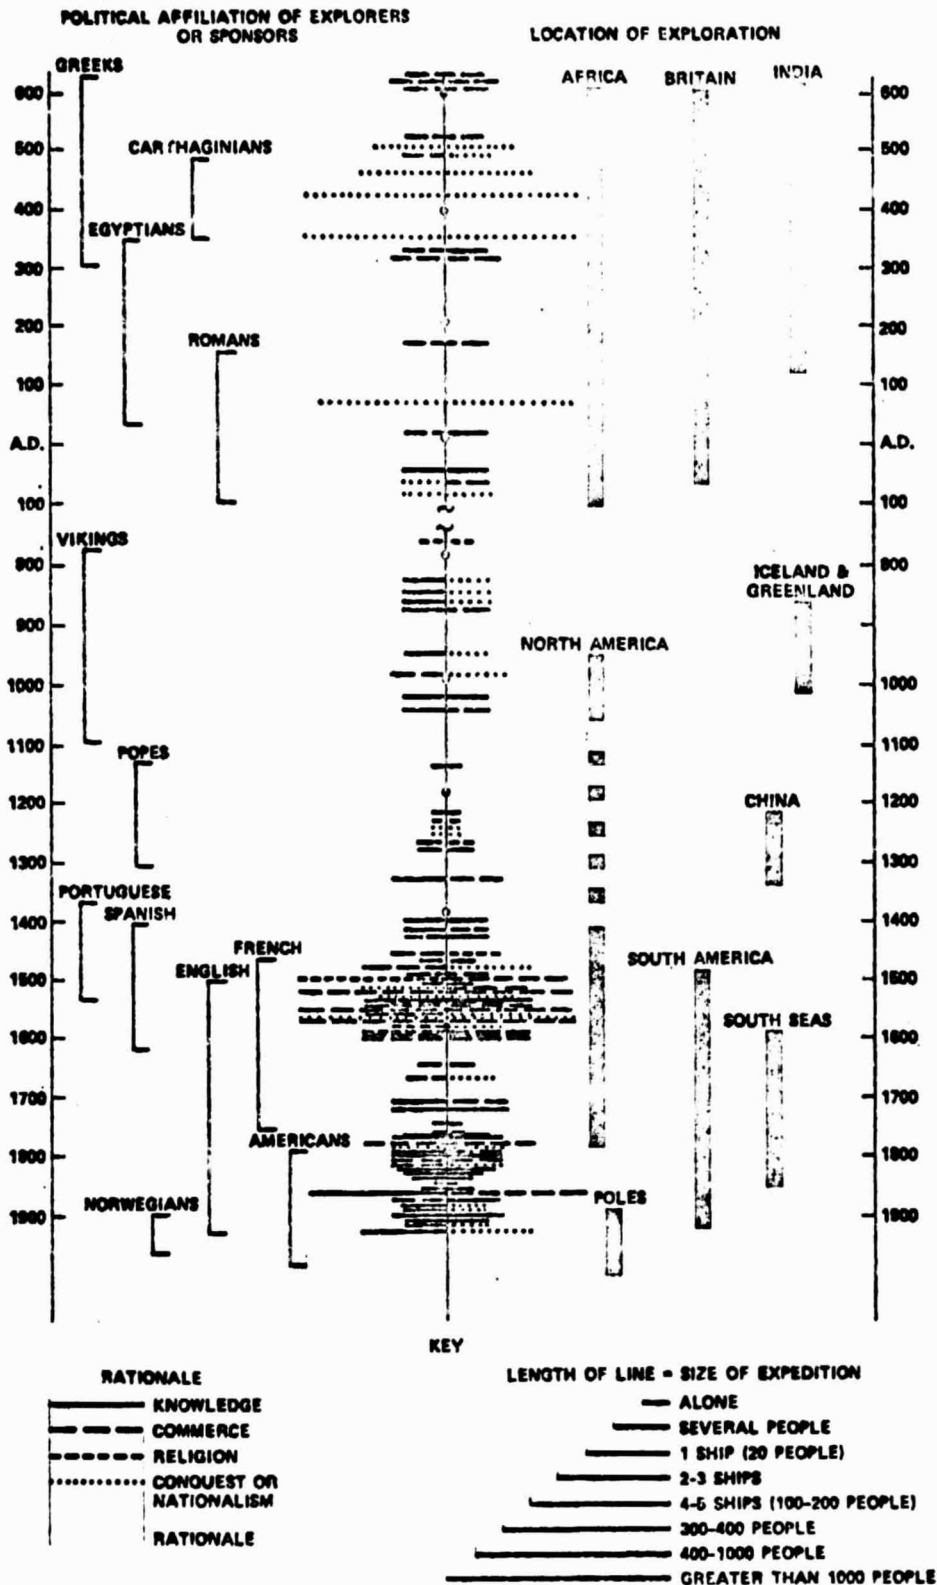 POLITICAL AFFILIATION OF EXPLORERS
OR SPONSORS
LOCATION OF EXPLORATION
GREEKS
AFRICA
BRITAIN
INDIA
600
600
CARTHAGINIANS
500
500
400
400
EGYPTIANS
300
300
200
200
ROMANS
100
100
A.D.
A.D.
100
100
VIKINGS
800
800
ICELAND &
GREENLAND
900
900
NORTH AMERICA
1000
1000
1100
1100
POPES
CHINA
1200
1200
1300
1300
PORTUGUESE
SPANISH
1400
1400
FRENCH
SOUTH AMERICA
ENGLISH
1500
1500
SOUTH SEAS
1600
1600
1700
1700
AMERICANS
1800
1800
NORWEGIANS
POLES
1900
1900
KEY
RATIONALE
KNOWLEDGE
COMMERCE
RELIGION
CONQUEST OR
NATIONALISM
RATIONALE
LENGTH OF LINE = SIZE OF EXPEDITION
ALONE
SEVERAL PEOPLE
1 SHIP (20 PEOPLE)
2-3 SHIPS
4-5 SHIPS (100-200 PEOPLE)
300-400 PEOPLE
400-1000 PEOPLE
GREATER THAN 1000 PEOPLE